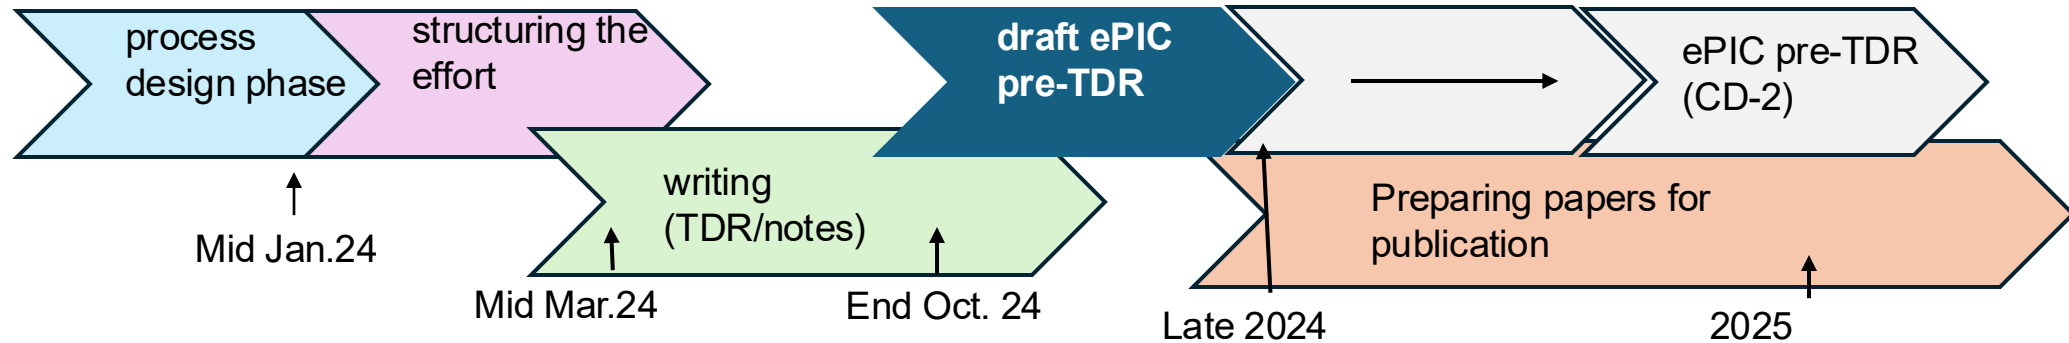 process
design phase
structuring the
effort
draft ePIC
pre-TDR
ePIC pre-TDR
(CD-2)
writing
(TDR/notes)
Preparing papers for
publication
Mid Jan.24
Mid Mar.24
End Oct. 24
Late 2024
2025